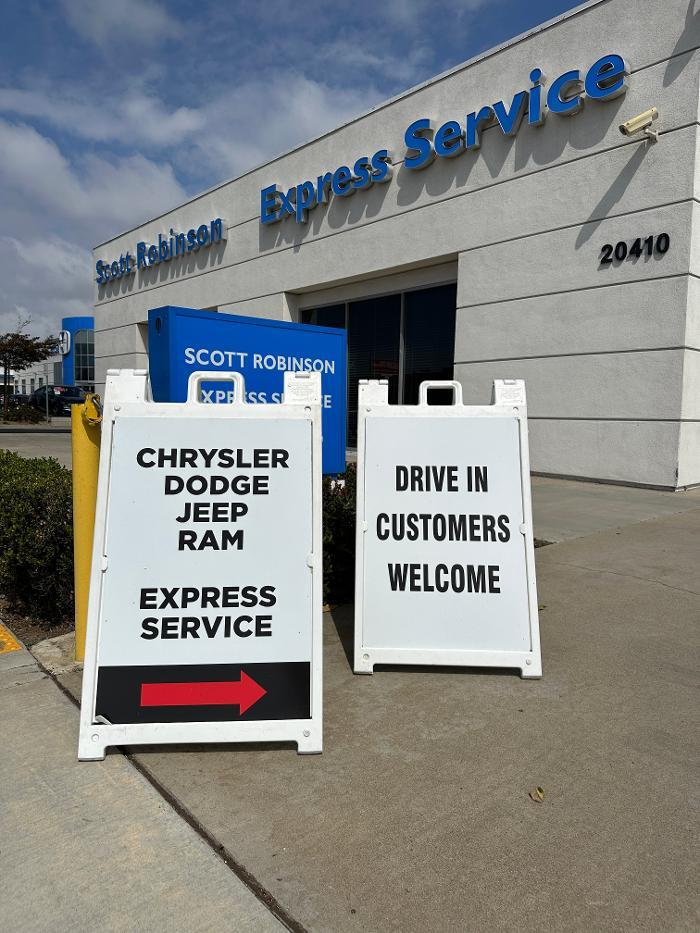 Scott Robinson
Express Service
20410
SCOTT ROBINSON
CHRYSLER
DODGE
JEEP
RAM
EXPRESS
SERVICE
DRIVE IN
CUSTOMERS
WELCOME